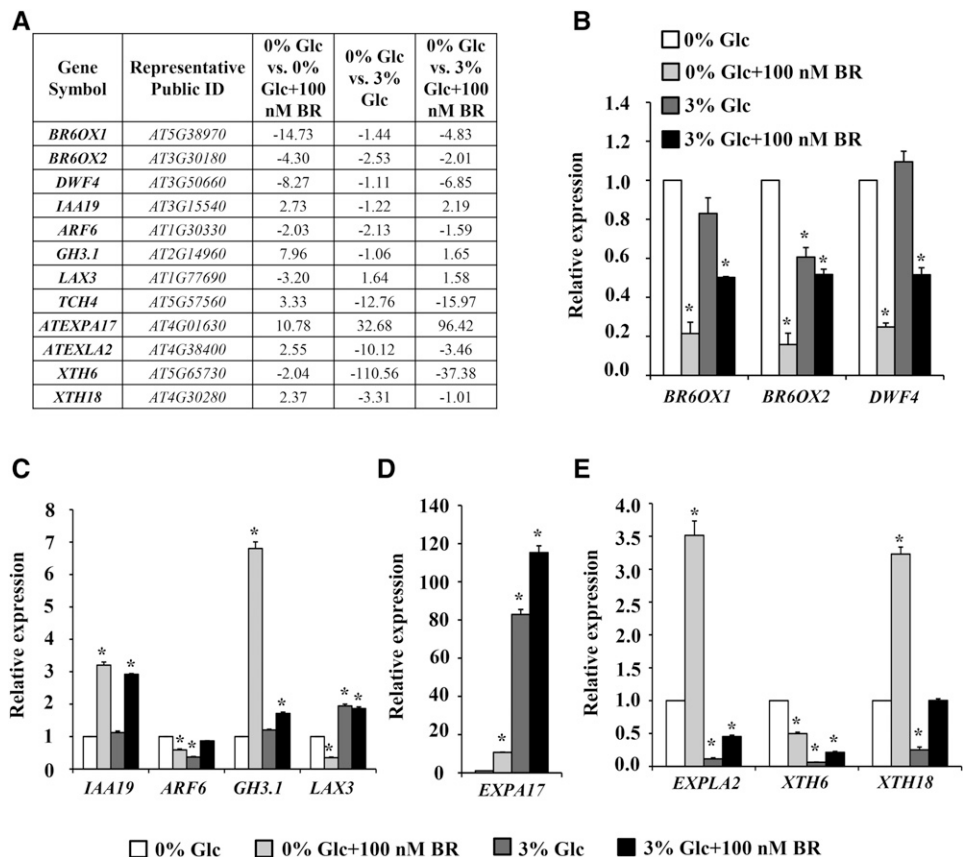 A
Gene Symbol | Representative Public ID | 0% Glc vs. 0% Glc+100 nM BR | 0% Glc vs. 3% Glc | 0% Glc vs. 3% Glc+100 nM BR
BR6OX1 | AT5G38970 | -14.73 | -1.44 | -4.83
BR6OX2 | AT3G30180 | -4.30 | -2.53 | -2.01
DWF4 | AT3G50660 | -8.27 | -1.11 | -6.85
IAA19 | AT3G15540 | 2.73 | -1.22 | 2.19
ARF6 | AT1G30330 | -2.03 | -2.13 | -1.59
GH3.1 | AT2G14960 | 7.96 | -1.06 | 1.65
LAX3 | AT1G77690 | -3.20 | 1.64 | 1.58
TCH4 | AT5G57560 | 3.33 | -12.76 | -15.97
ATEXPA17 | AT4G01630 | 10.78 | 32.68 | 96.42
ATEXLA2 | AT4G38400 | 2.55 | -10.12 | -3.46
XTH6 | AT5G65730 | -2.04 | -110.56 | -37.38
XTH18 | AT4G30280 | 2.37 | -3.31 | -1.01
B
0% Glc
0% Glc+100 nM BR
3% Glc
3% Glc+100 nM BR
Relative expression
1.4
1.2
1.0
0.8
0.6
0.4
0.2
0.0
* * * * * *
BR6OX1 BR6OX2 DWF4
C
Relative expression
8
7
6
5
4
3
2
1
0
* * * * * * * * *
IAA19 ARF6 GH3.1 LAX3
D
Relative expression
140
120
100
80
60
40
20
0
* * *
EXPA17
E
Relative expression
4.0
3.5
3.0
2.5
2.0
1.5
1.0
0.5
0.0
* * * * * * * *
EXPLA2 XTH6 XTH18
0% Glc 0% Glc+100 nM BR 3% Glc 3% Glc+100 nM BR